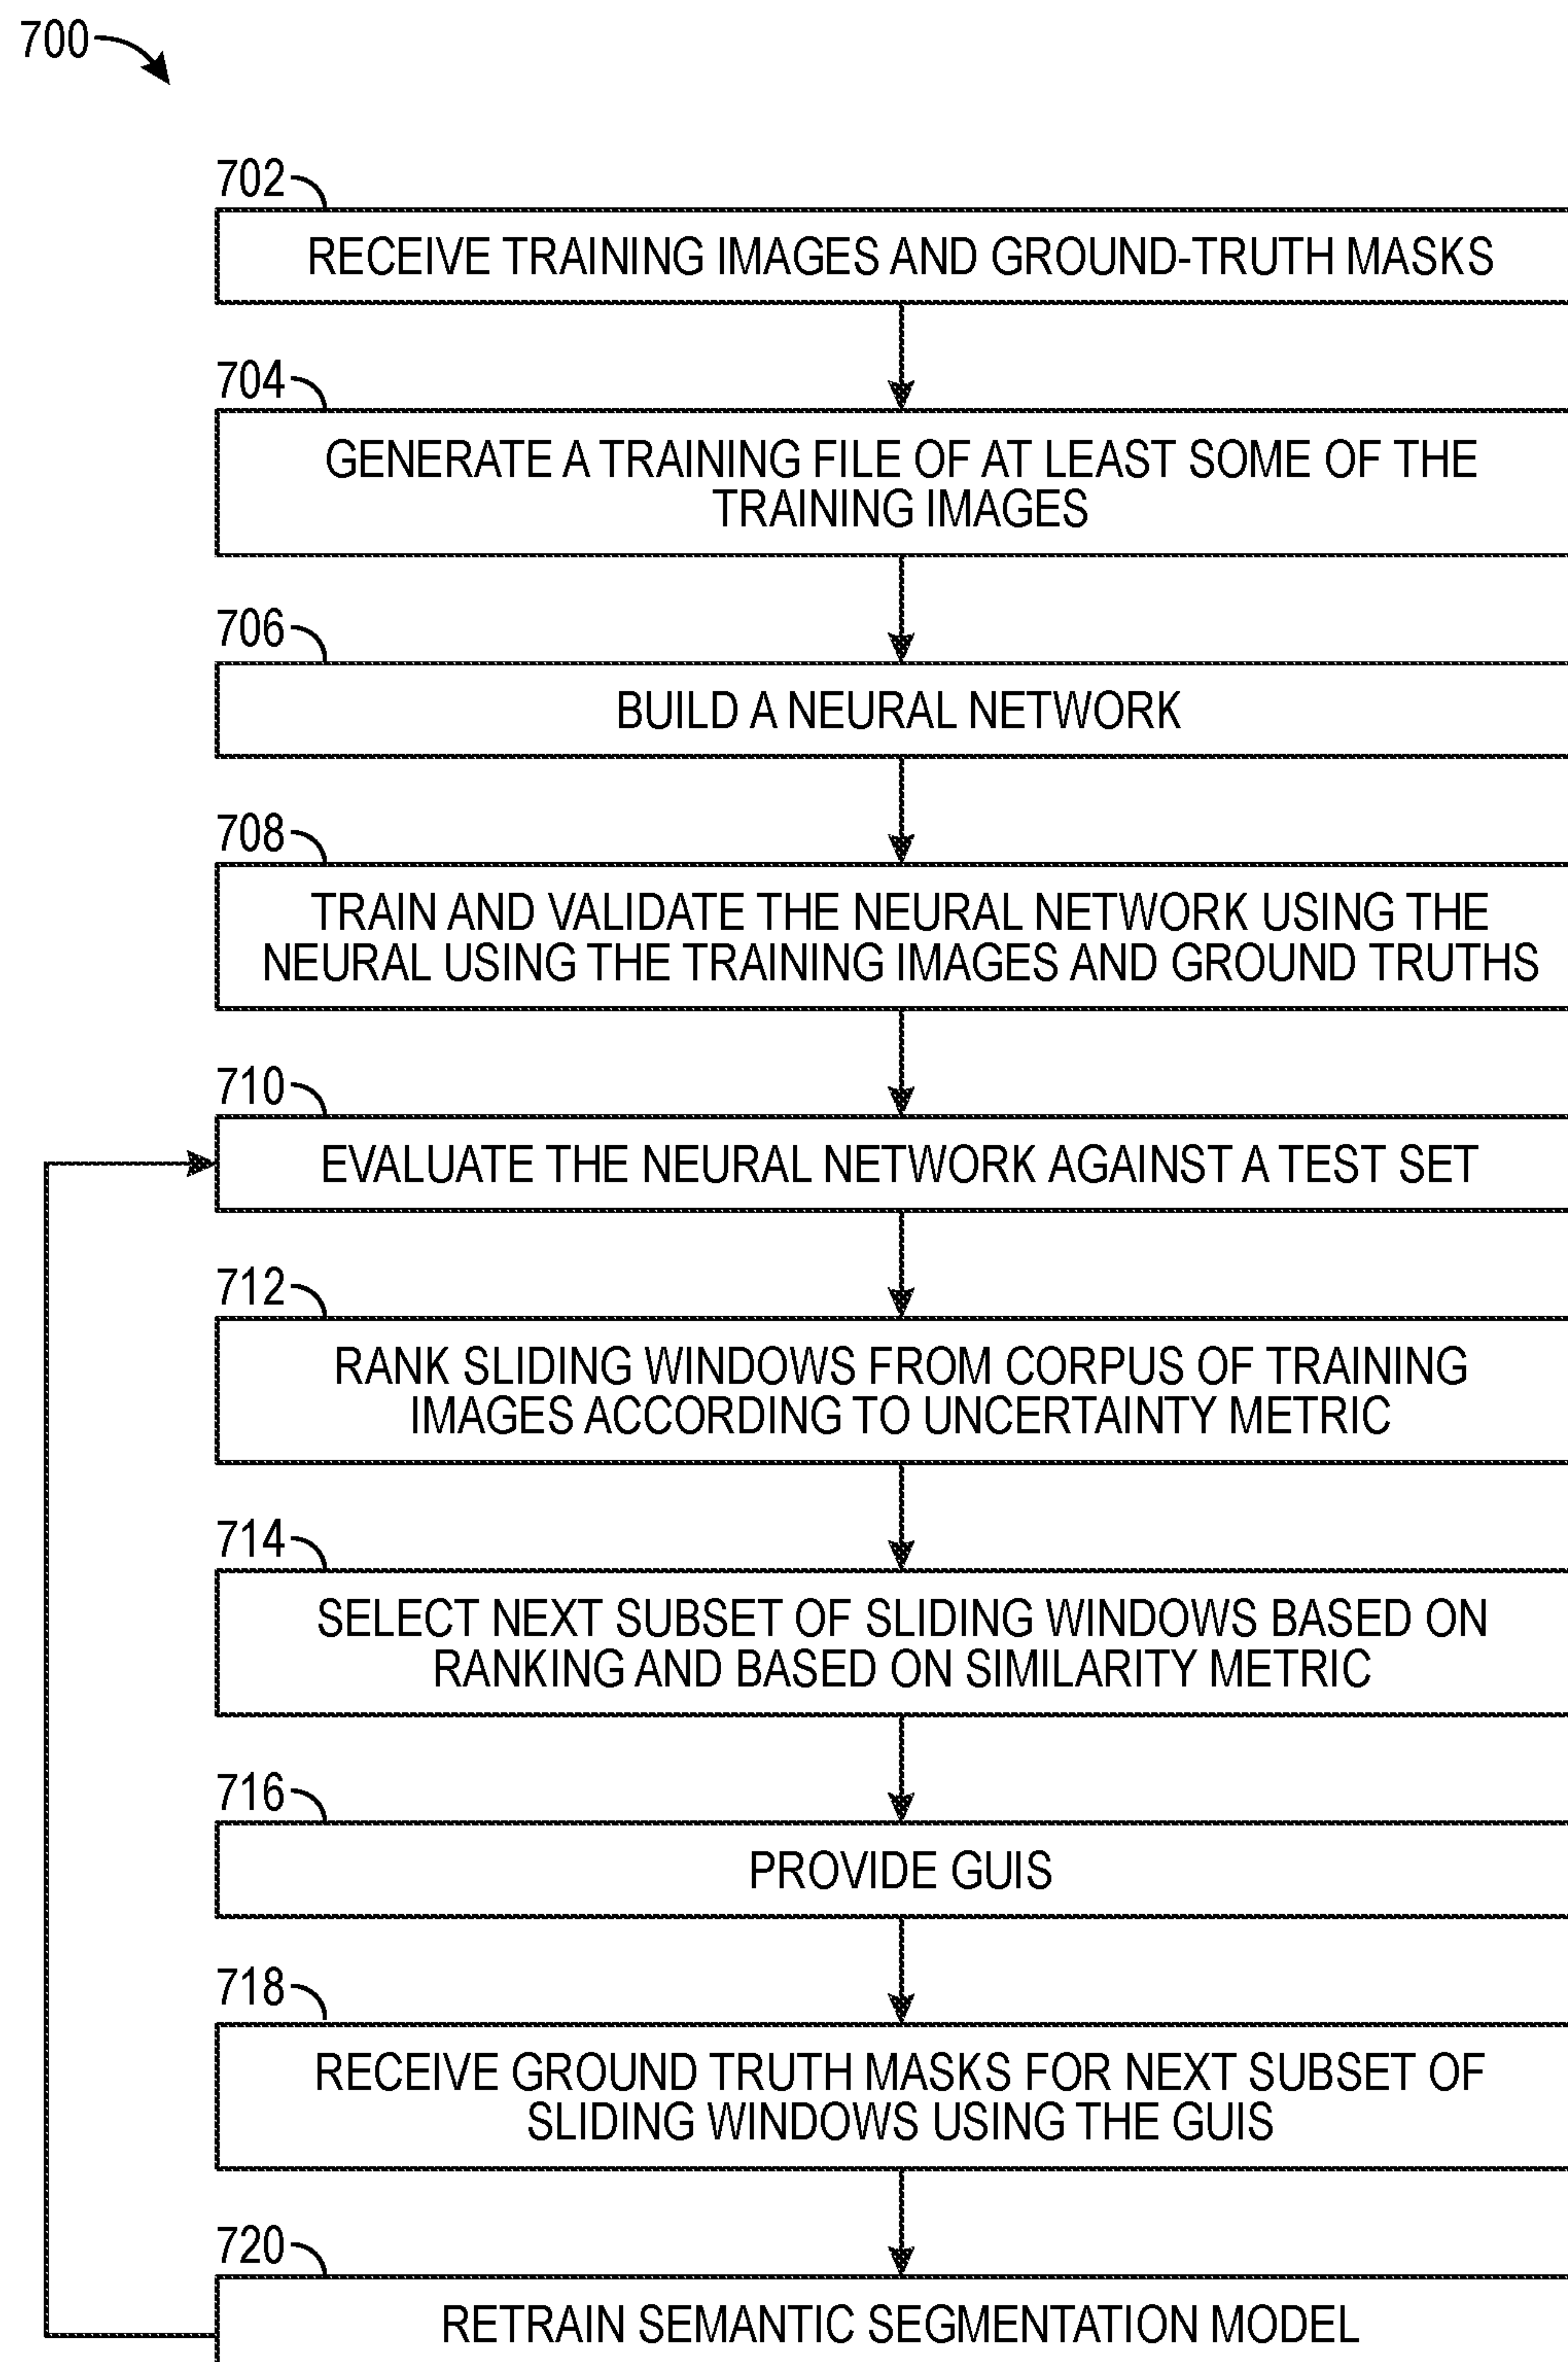 700
702
RECEIVE TRAINING IMAGES AND GROUND-TRUTH MASKS
704
GENERATE A TRAINING FILE OF AT LEAST SOME OF THE
TRAINING IMAGES
706
BUILD A NEURAL NETWORK
708
TRAIN AND VALIDATE THE NEURAL NETWORK USING THE
NEURAL USING THE TRAINING IMAGES AND GROUND TRUTHS
710
EVALUATE THE NEURAL NETWORK AGAINST A TEST SET
712
RANK SLIDING WINDOWS FROM CORPUS OF TRAINING
IMAGES ACCORDING TO UNCERTAINTY METRIC
714
SELECT NEXT SUBSET OF SLIDING WINDOWS BASED ON
RANKING AND BASED ON SIMILARITY METRIC
716
PROVIDE GUIS
718
RECEIVE GROUND TRUTH MASKS FOR NEXT SUBSET OF
SLIDING WINDOWS USING THE GUIS
720
RETRAIN SEMANTIC SEGMENTATION MODEL